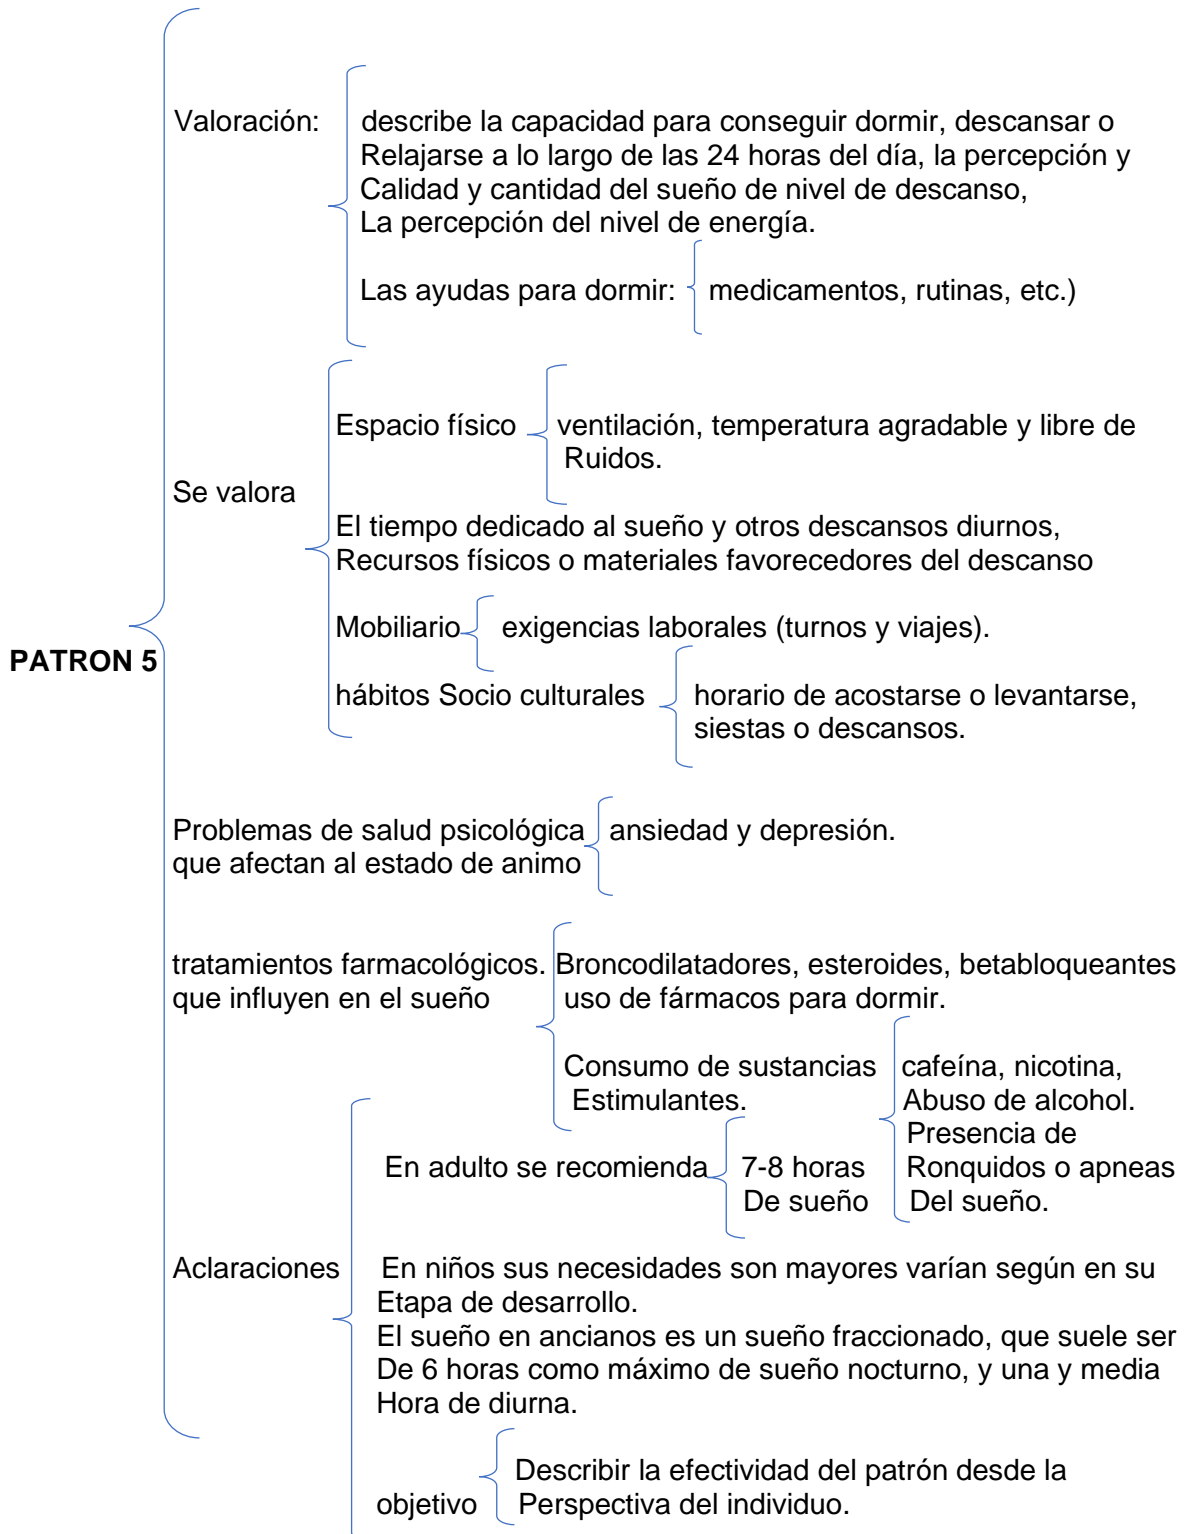 Valoración: describe la capacidad para conseguir dormir, descansar o
Relajarse a lo largo de las 24 horas del día, la percepción y
Calidad y cantidad del sueño de nivel de descanso,
La percepción del nivel de energía.
Las ayudas para dormir: medicamentos, rutinas, etc.)
Espacio físico ventilación, temperatura agradable y libre de
Ruidos.
Se valora
El tiempo dedicado al sueño y otros descansos diurnos,
Recursos físicos o materiales favorecedores del descanso
Mobiliario exigencias laborales (turnos y viajes).
PATRON 5
hábitos Socio culturales horario de acostarse o levantarse,
siestas o descansos.
Problemas de salud psicológica ansiedad y depresión.
que afectan al estado de animo
tratamientos farmacológicos. Broncodilatadores, esteroides, betabloqueantes
que influyen en el sueño uso de fármacos para dormir.
Consumo de sustancias cafeína, nicotina,
Estimulantes. Abuso de alcohol.
Presencia de
En adulto se recomienda 7-8 horas Ronquidos o apneas
De sueño Del sueño.
Aclaraciones En niños sus necesidades son mayores varían según en su
Etapa de desarrollo.
El sueño en ancianos es un sueño fraccionado, que suele ser
De 6 horas como máximo de sueño nocturno, y una y media
Hora de diurna.
Describir la efectividad del patrón desde la
objetivo Perspectiva del individuo.